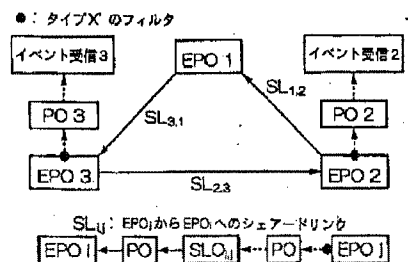 ●: タイプXのフィルタ
イベント受信3
EPO 1
イベント受信2
PO 3
SL3,1
SL1,2
PO 2
EPO 3
SL2,3
EPO 2
SLi,j: EPOjからEPOiへのシェアードリンク
EPO i
PO
SLOi,j
PO
EPO j